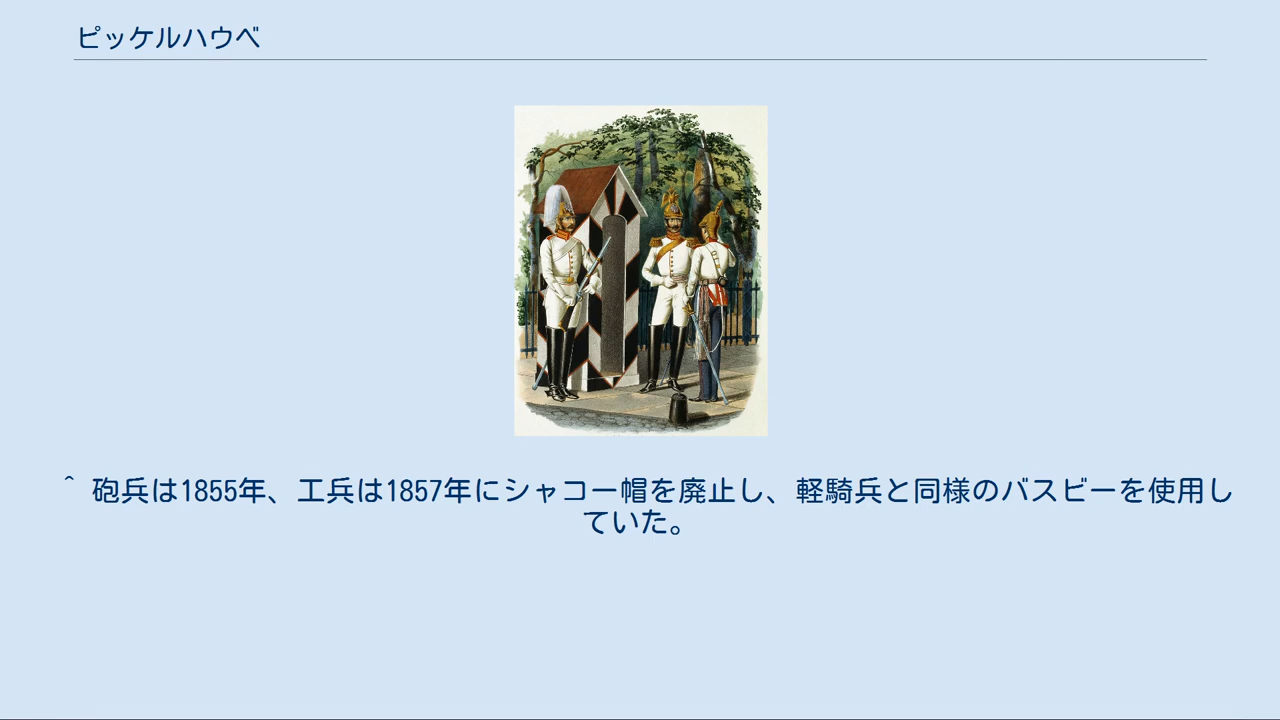 ピッケルハウベ
^ 砲兵は1855年、工兵は1857年にシャコー帽を廃止し、軽騎兵と同様のバスビーを使用し
ていた。